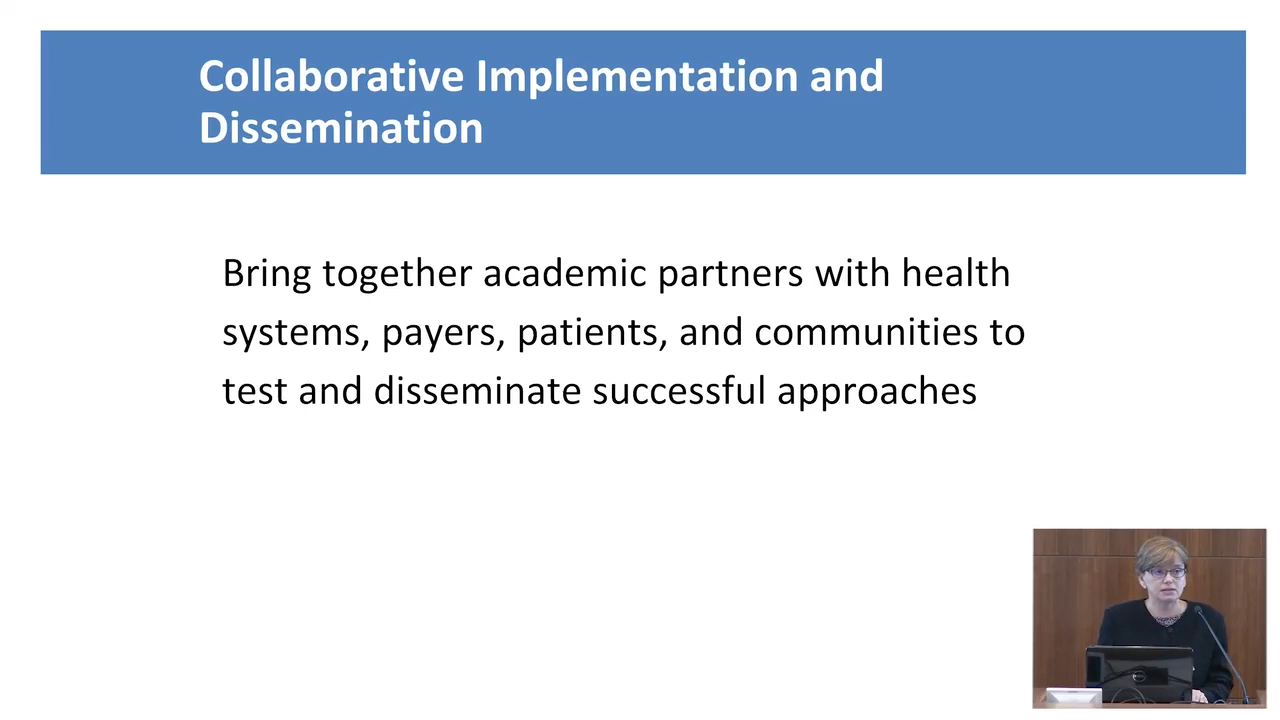 Collaborative Implementation and
Dissemination
Bring together academic partners with health
systems, payers, patients, and communities to
test and disseminate successful approaches